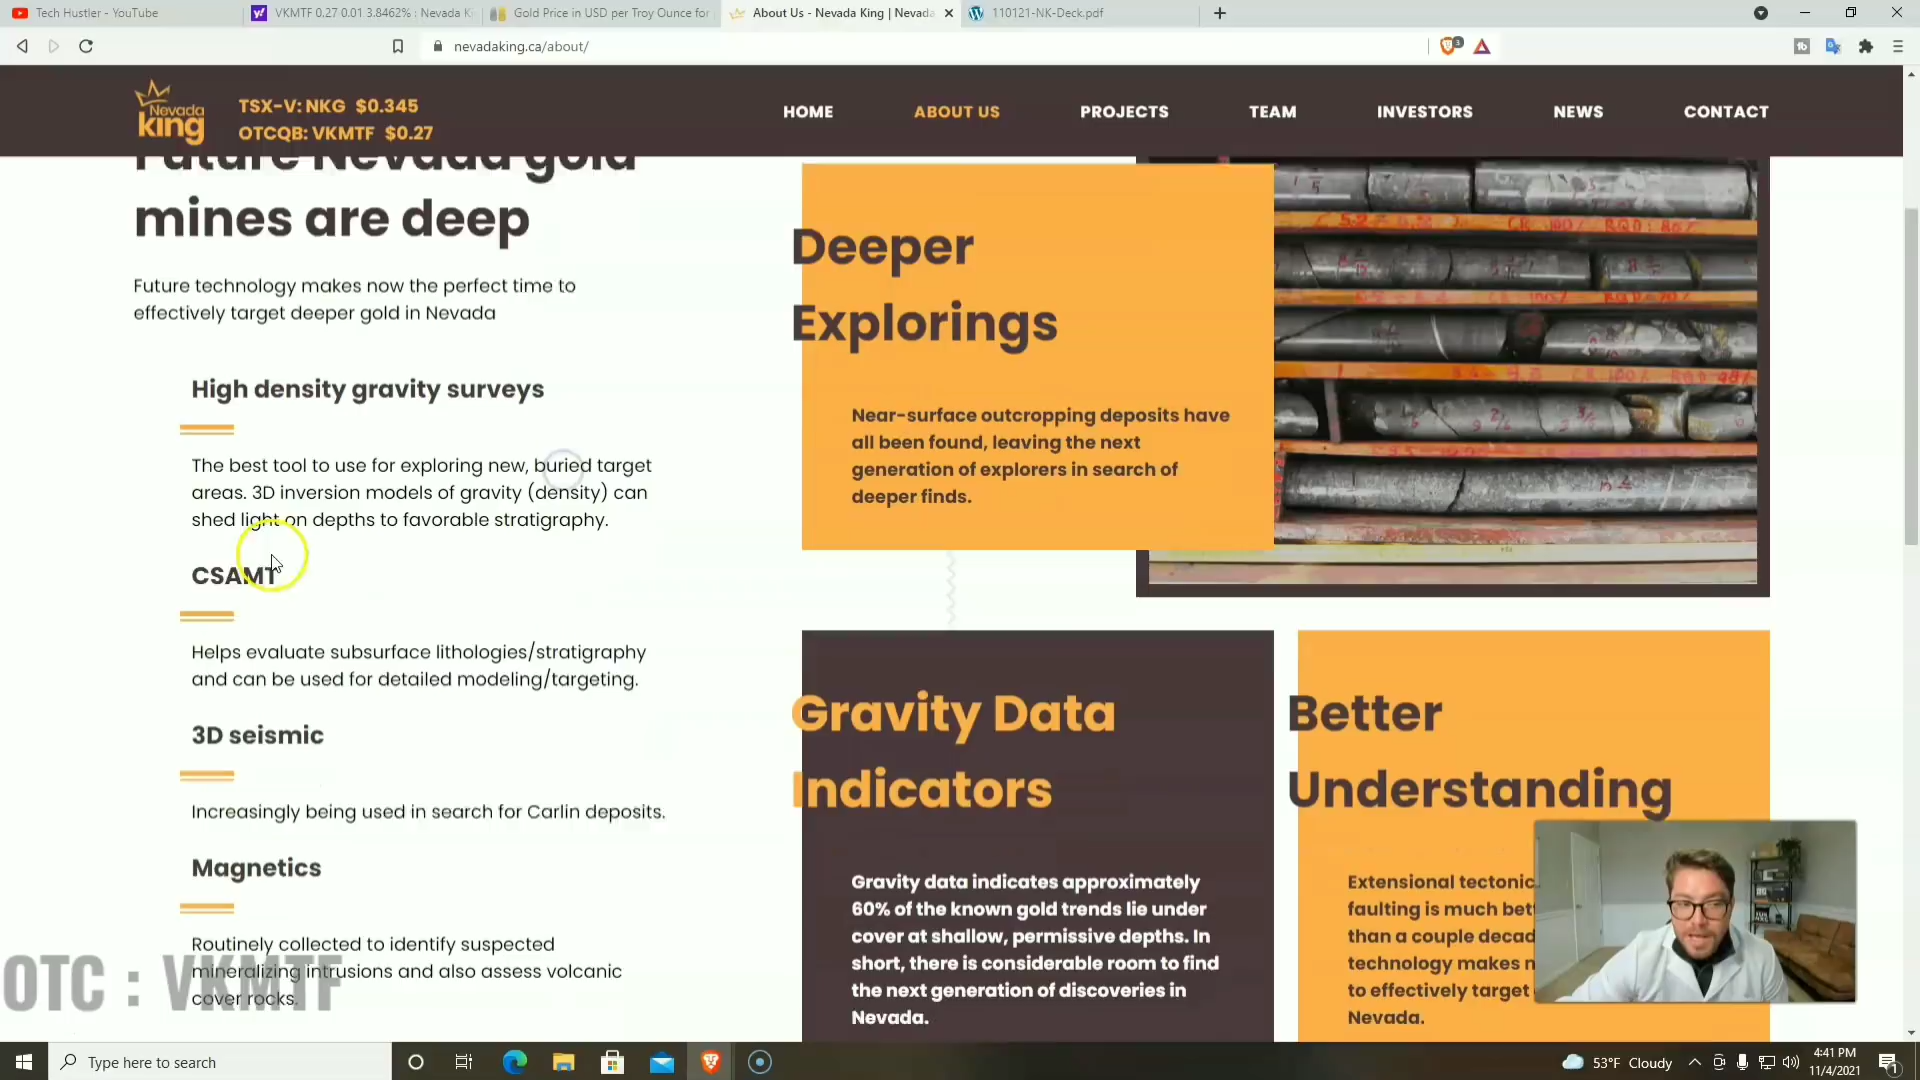 Tech Hustler - YouTube
VKMTF 0.27 0.01 3.8462% : Nevada K
Gold Price in USD per Troy Ounce for
About Us - Nevada King | Nevada
110121-NK-Deck.pdf
nevadaking.ca/about/
3
Nevada
king
TSX-V: NKG $0.345
OTCQB: VKMTF $0.27
HOME ABOUT US PROJECTS TEAM INVESTORS NEWS CONTACT
Future Nevada gold
mines are deep
Future technology makes now the perfect time to
effectively target deeper gold in Nevada
High density gravity surveys
The best tool to use for exploring new, buried target
areas. 3D inversion models of gravity (density) can
shed light on depths to favorable stratigraphy.
CSAMT
Helps evaluate subsurface lithologies/stratigraphy
and can be used for detailed modeling/targeting.
3D seismic
Increasingly being used in search for Carlin deposits.
Magnetics
Routinely collected to identify suspected
mineralizing intrusions and also assess volcanic
cover rocks.
Deeper
Explorings
Near-surface outcropping deposits have
all been found, leaving the next
generation of explorers in search of
deeper finds.
Gravity Data
Indicators
Gravity data indicates approximately
60% of the known gold trends lie under
cover at shallow, permissive depths. In
short, there is considerable room to find
the next generation of discoveries in
Nevada.
Better
Understanding
Extensional tectonic
faulting is much bet
than a couple decad
technology makes n
to effectively target
Nevada.
OTC : VKMTF
Type here to search
53°F Cloudy
4:41 PM
11/4/2021
1